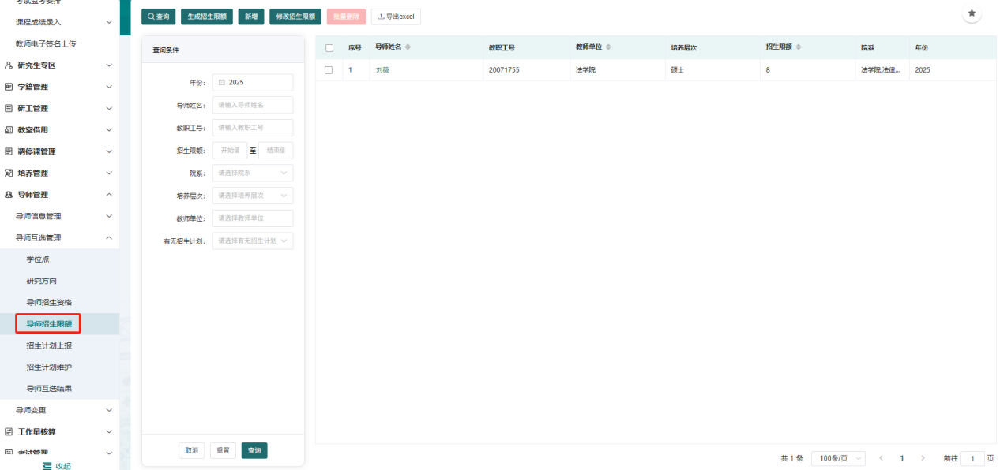 考试监考安排
课程成绩录入
教师电子签名上传
研究生专区
学籍管理
研工管理
教室借用
调停课管理
培养管理
导师管理
导师信息管理
导师互选管理
学位点
研究方向
导师招生资格
导师招生限额
招生计划上报
招生计划维护
导师互选结果
导师变更
工作量核算
考试管理
收起
查询 生成招生限额 新增 修改招生限额 批量删除 导出excel
查询条件
年份: 2025
导师姓名: 请输入导师姓名
教职工号: 请输入教职工号
招生限额: 开始值 至 结束值
院系: 请选择院系
培养层次: 请选择培养层次
教师单位: 请选择教师单位
有无招生计划: 请选择有无招生计划
取消 重置 查询
序号 导师姓名 教职工号 教师单位 培养层次 招生限额 院系 年份
1 刘薇 20071755 法学院 硕士 8 法学院,法律... 2025
共 1 条 100条/页 1 前往 1 页